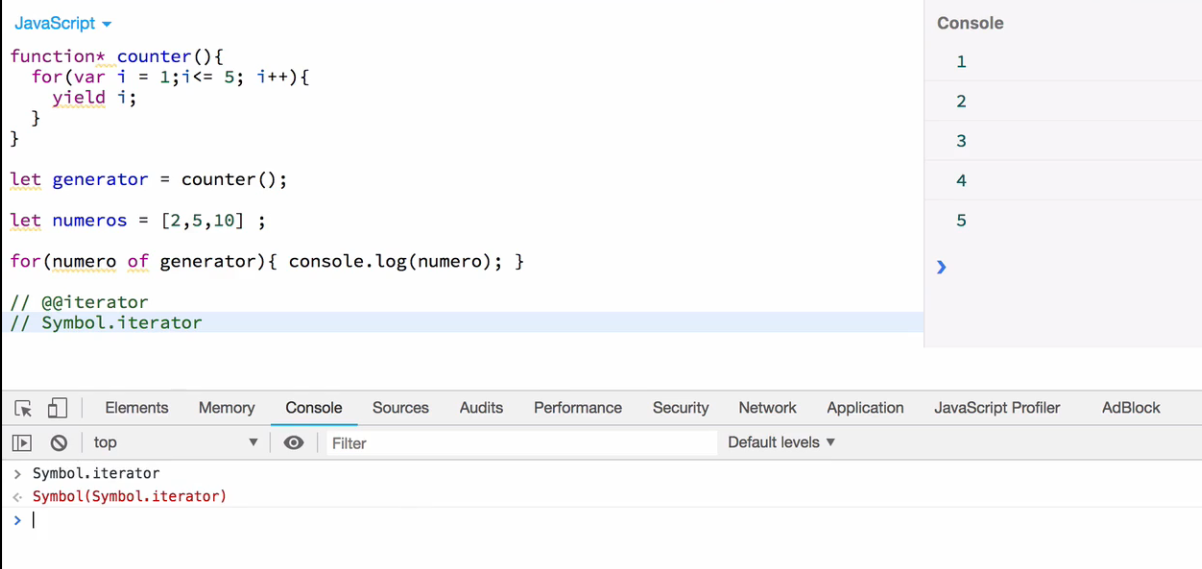 JavaScript
Console
function* counter(){
for(var i = 1;i<= 5; i++){
yield i;
}
}
let generator = counter();
let numeros = [2,5,10] ;
for(numero of generator){ console.log(numero); }
// @@iterator
// Symbol.iterator
1
2
3
4
5
Elements Memory Console Sources Audits Performance Security Network Application JavaScript Profiler AdBlock
top Filter Default levels
> Symbol.iterator
Symbol(Symbol.iterator)
>